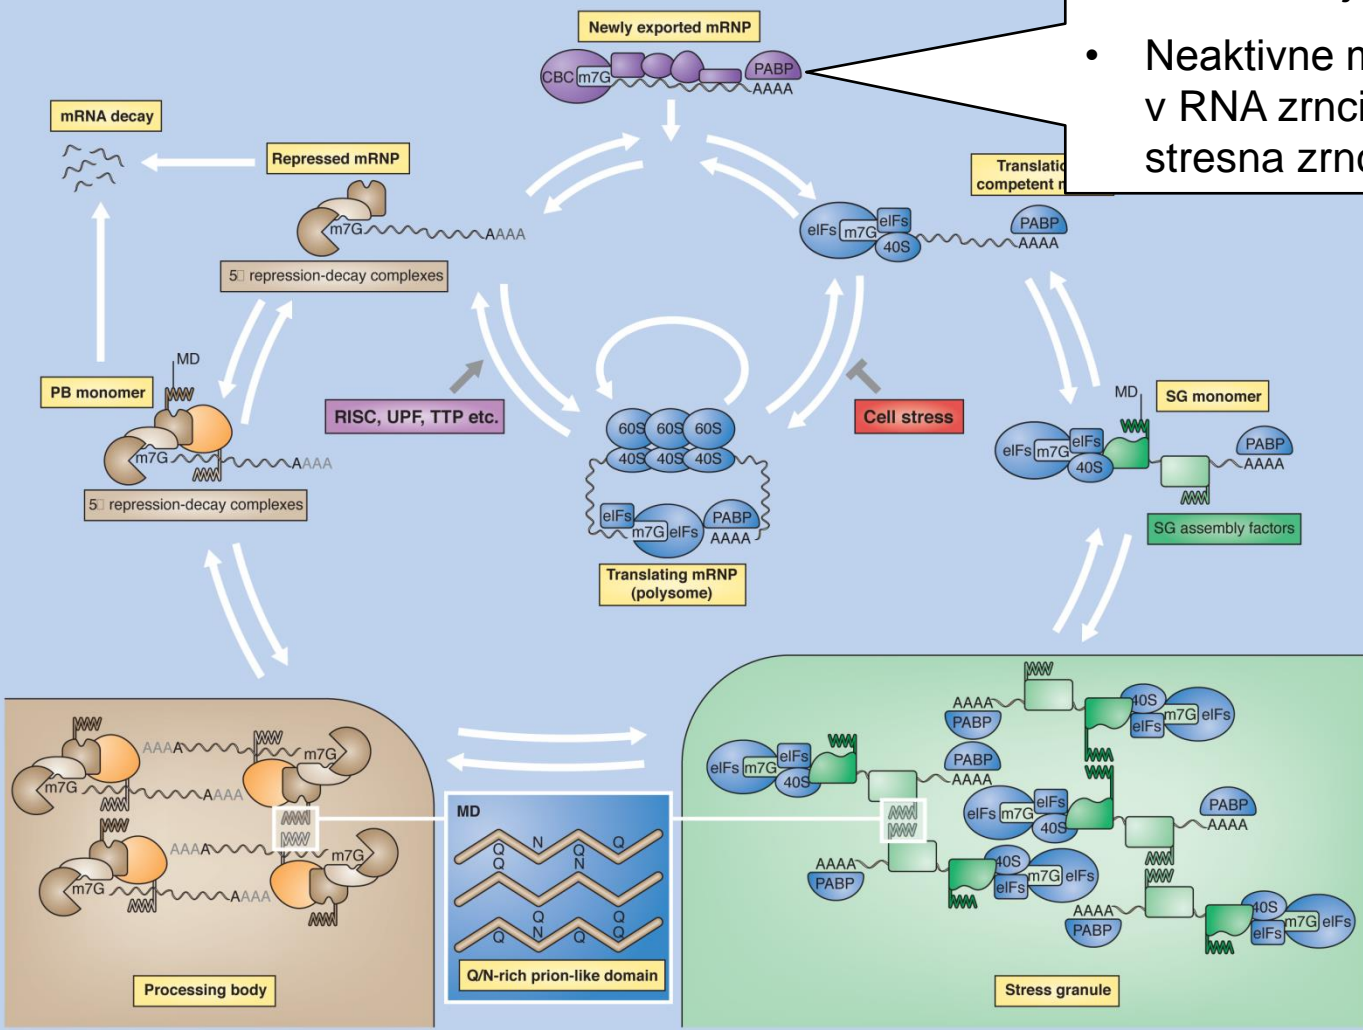 Newly exported mRNP
CBC m7G PABP
AAAA
• Neaktivne
v RNA
stresna
mRNA decay
Repressed mRNP
m7G AAAA
5□ repression-decay complexes
competent
eIFs m7G eIFs
40S
PABP
AAAA
MD
PB monomer
m7G AAAA
5□ repression-decay complexes
RISC, UPF, TTP etc.
Cell stress
60S 60S 60S
40S 40S 40S
eIFs m7G eIFs PABP
AAAA
Translating mRNP
(polysome)
MD
SG monomer
eIFs m7G eIFs
40S
PABP
AAAA
SG assembly factors
AAAA m7G
m7G AAAA
AAAA m7G
m7G AAAA
Processing body
MD
Q N Q Q
Q N
Q N Q Q
Q Q
Q/N-rich prion-like domain
AAAA 40S
PABP eIFs m7G eIFs
eIFs m7G eIFs
40S
PABP
AAAA
eIFs m7G eIFs
40S
PABP
AAAA
AAAA 40S
PABP eIFs m7G eIFs
AAAA 40S
PABP eIFs m7G eIFs
Stress granule